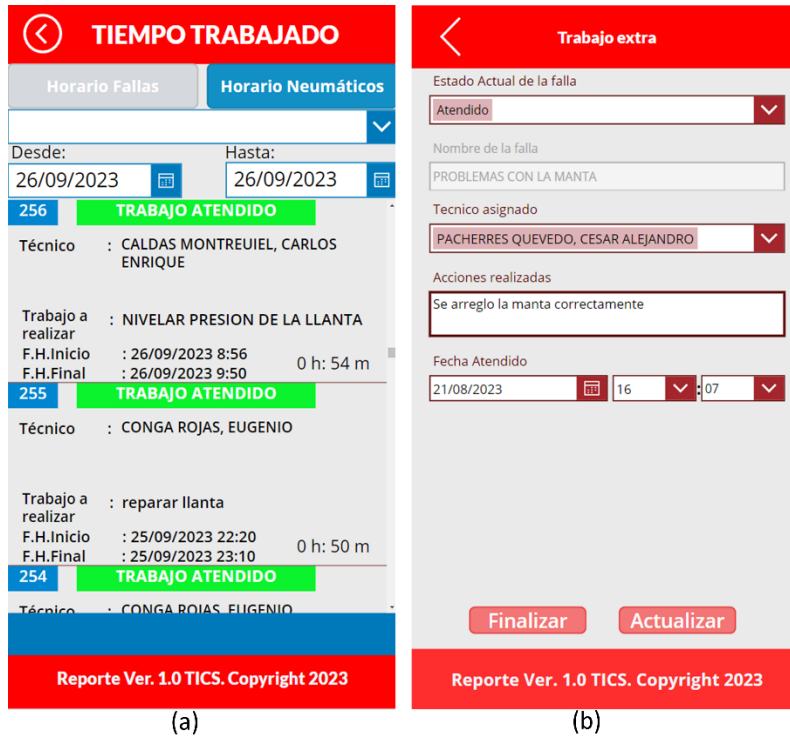 TIEMPO TRABAJADO
Horario Fallas
Horario Neumáticos
Desde:
Hasta:
26/09/2023
26/09/2023
256
TRABAJO ATENDIDO
Técnico : CALDAS MONTREUIEL, CARLOS
ENRIQUE
Trabajo a
realizar : NIVELAR PRESION DE LA LLANTA
F.H.Inicio : 26/09/2023 8:56
F.H.Final : 26/09/2023 9:50
0 h: 54 m
255
TRABAJO ATENDIDO
Técnico : CONGA ROJAS, EUGENIO
Trabajo a
realizar : reparar llanta
F.H.Inicio : 25/09/2023 22:20
F.H.Final : 25/09/2023 23:10
0 h: 50 m
254
TRABAJO ATENDIDO
Técnico : CONGA ROJAS, EUGENIO
Reporte Ver. 1.0 TICS. Copyright 2023
(a)
Trabajo extra
Estado Actual de la falla
Atendido
Nombre de la falla
PROBLEMAS CON LA MANTA
Tecnico asignado
PACHERRES QUEVEDO, CESAR ALEJANDRO
Acciones realizadas
Se arreglo la manta correctamente
Fecha Atendido
21/08/2023 16 : 07
Finalizar
Actualizar
Reporte Ver. 1.0 TICS. Copyright 2023
(b)